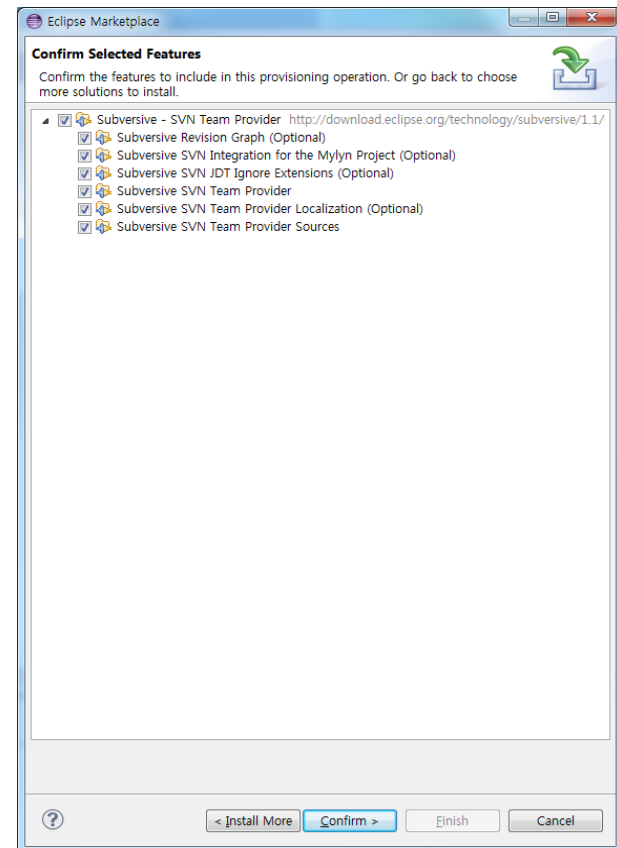 Eclipse Marketplace
Confirm Selected Features
Confirm the features to include in this provisioning operation. Or go back to choose
more solutions to install.
Subversive - SVN Team Provider http://download.eclipse.org/technology/subversive/1.1/
Subversive Revision Graph (Optional)
Subversive SVN Integration for the Mylyn Project (Optional)
Subversive SVN JDT Ignore Extensions (Optional)
Subversive SVN Team Provider
Subversive SVN Team Provider Localization (Optional)
Subversive SVN Team Provider Sources
? < Install More Confirm > Finish Cancel